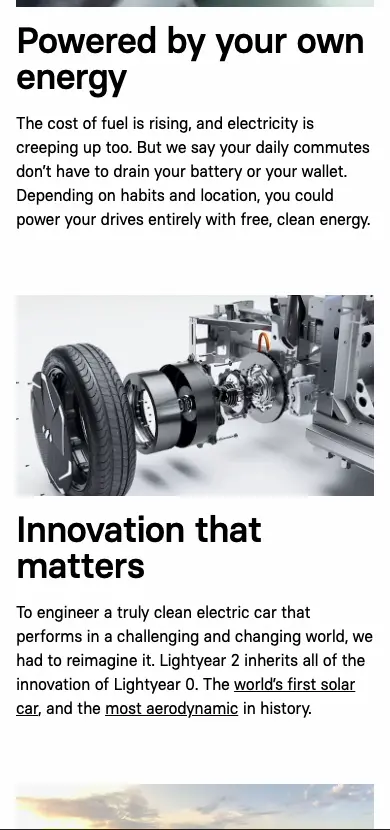 Powered by your own
energy
The cost of fuel is rising, and electricity is
creeping up too. But we say your daily commutes
don't have to drain your battery or your wallet.
Depending on habits and location, you could
power your drives entirely with free, clean energy.
Innovation that
matters
To engineer a truly clean electric car that
performs in a challenging and changing world, we
had to reimagine it. Lightyear 2 inherits all of the
innovation of Lightyear 0. The world's first solar
car, and the most aerodynamic in history.